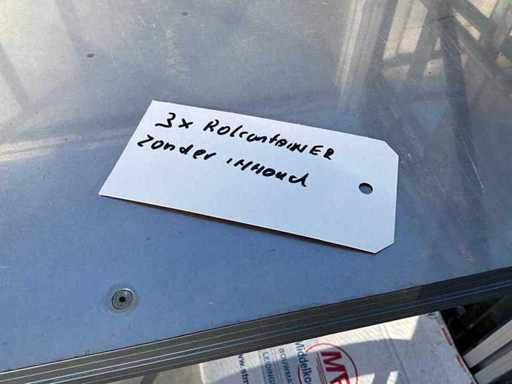 3x ROLCONTAINER
zonder inhoud